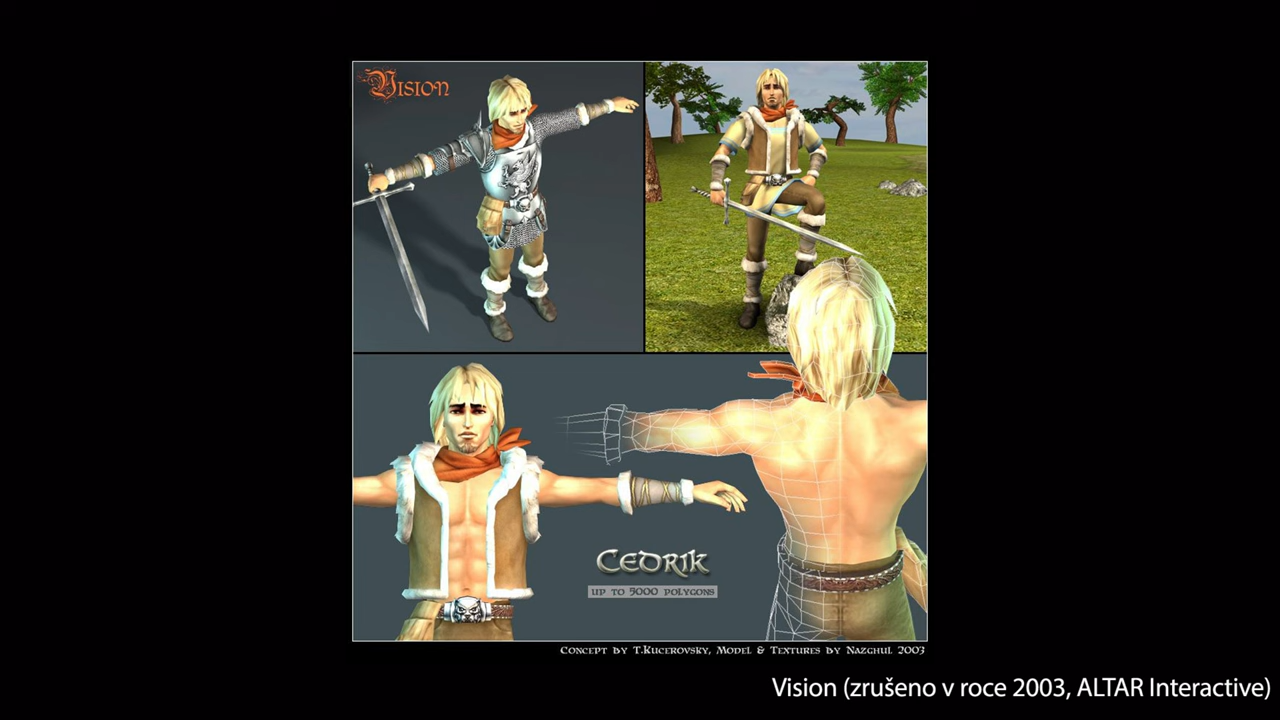 Vision
Cedrik
up to 5000 polygons
Concept by T.Kucerovsky, Model & Textures by Nazghul 2003
Vision (zrušeno v roce 2003, ALTAR Interactive)